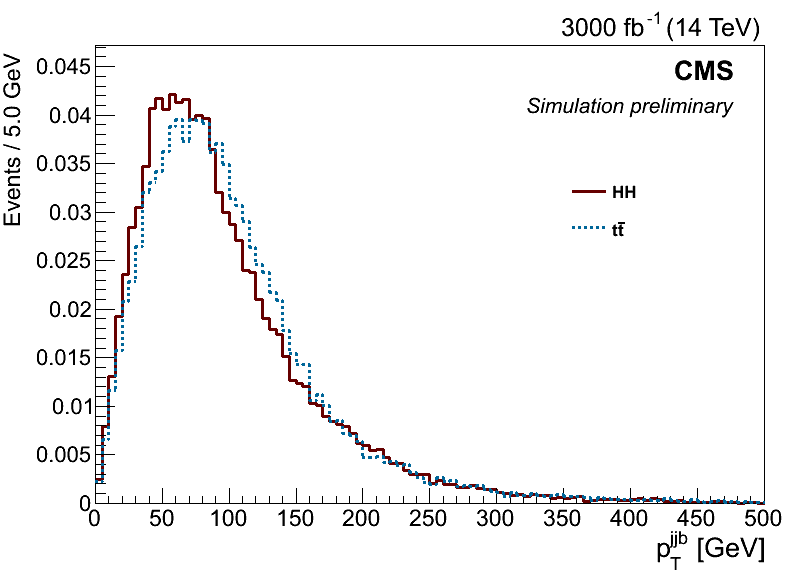 3000 fb⁻¹ (14 TeV)
CMS
Simulation preliminary
HH
tt̄
Events / 5.0 GeV
0.045
0.04
0.035
0.03
0.025
0.02
0.015
0.01
0.005
0
0 50 100 150 200 250 300 350 400 450 500
p_T^jjb [GeV]